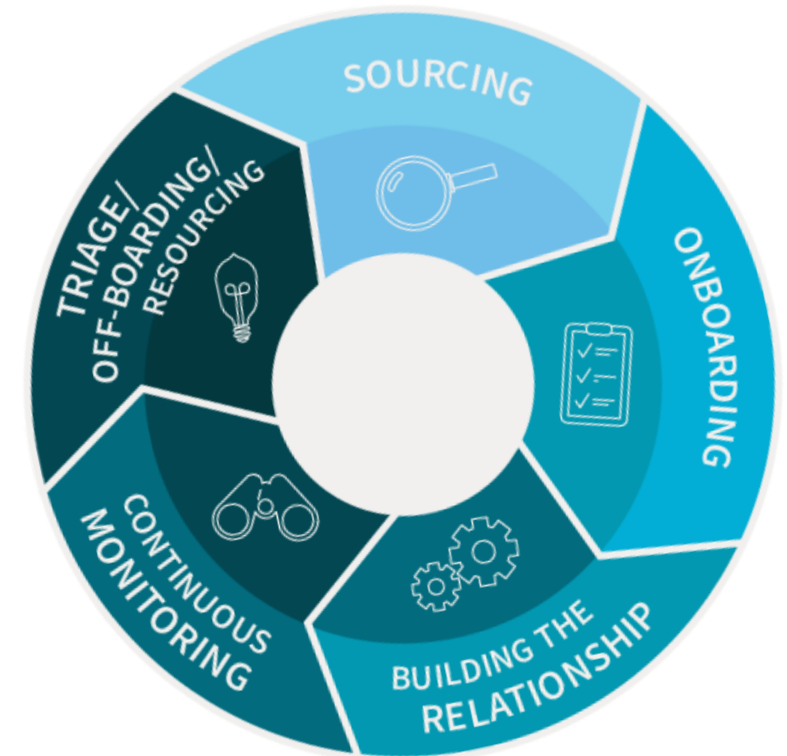 SOURCING
ONBOARDING
BUILDING THE
RELATIONSHIP
CONTINUOUS
MONITORING
TRIAGE/
OFF-BOARDING/
RESOURCING